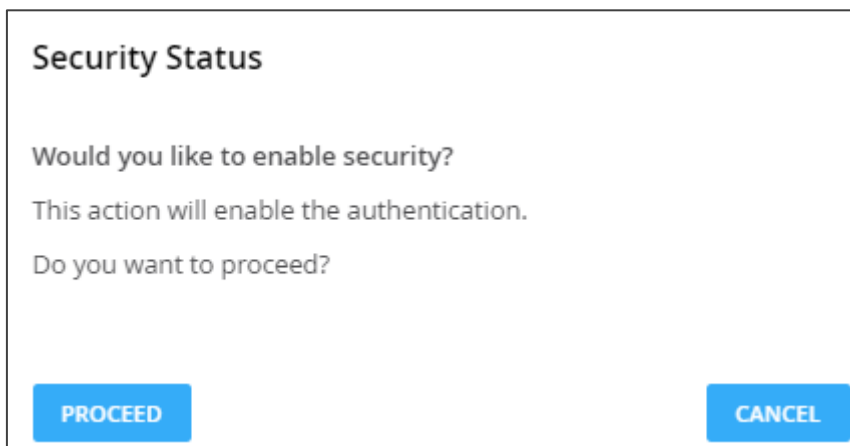 Security Status
Would you like to enable security?
This action will enable the authentication.
Do you want to proceed?
PROCEED
CANCEL